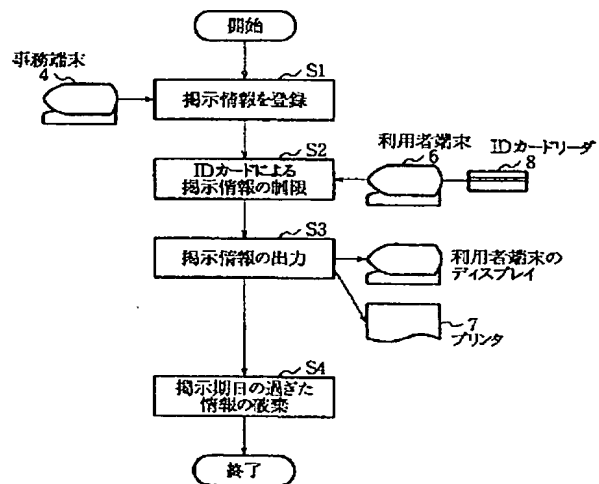 開始
事務端末
4
S1
掲示情報を登録
S2
IDカードによる
掲示情報の制限
利用者端末
6
IDカードリーダ
8
S3
掲示情報の出力
利用者端末の
ディスプレイ
7
プリンタ
S4
掲示期日の過ぎた
情報の破棄
終了